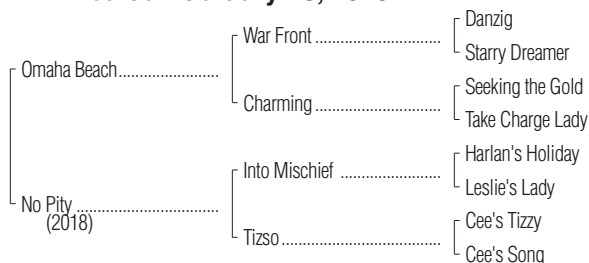 Omaha Beach
No Pity
(2018)
War Front
Charming
Into Mischief
Tizso
Danzig
Starry Dreamer
Seeking the Gold
Take Charge Lady
Harlan's Holiday
Leslie's Lady
Cee's Tizzy
Cee's Song